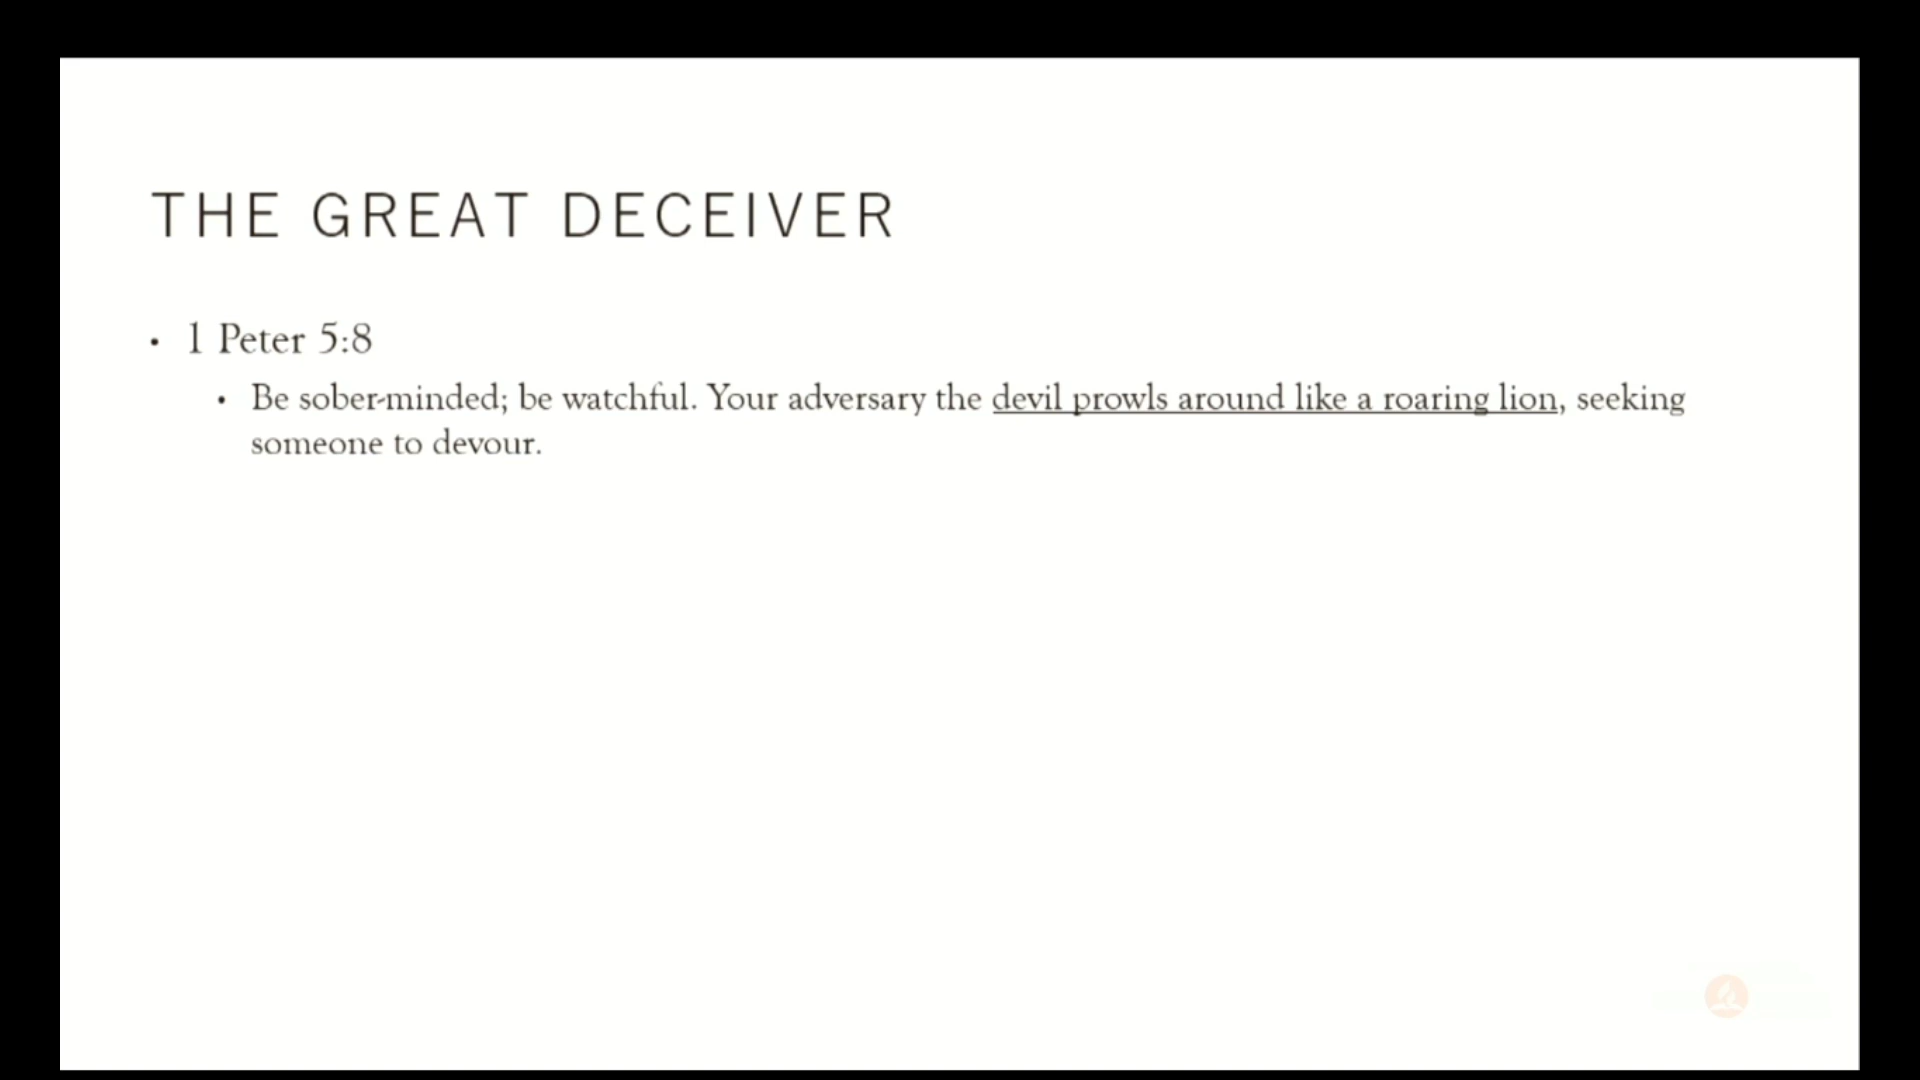 THE GREAT DECEIVER
• 1 Peter 5:8
• Be sober-minded; be watchful. Your adversary the devil prowls around like a roaring lion, seeking
someone to devour.